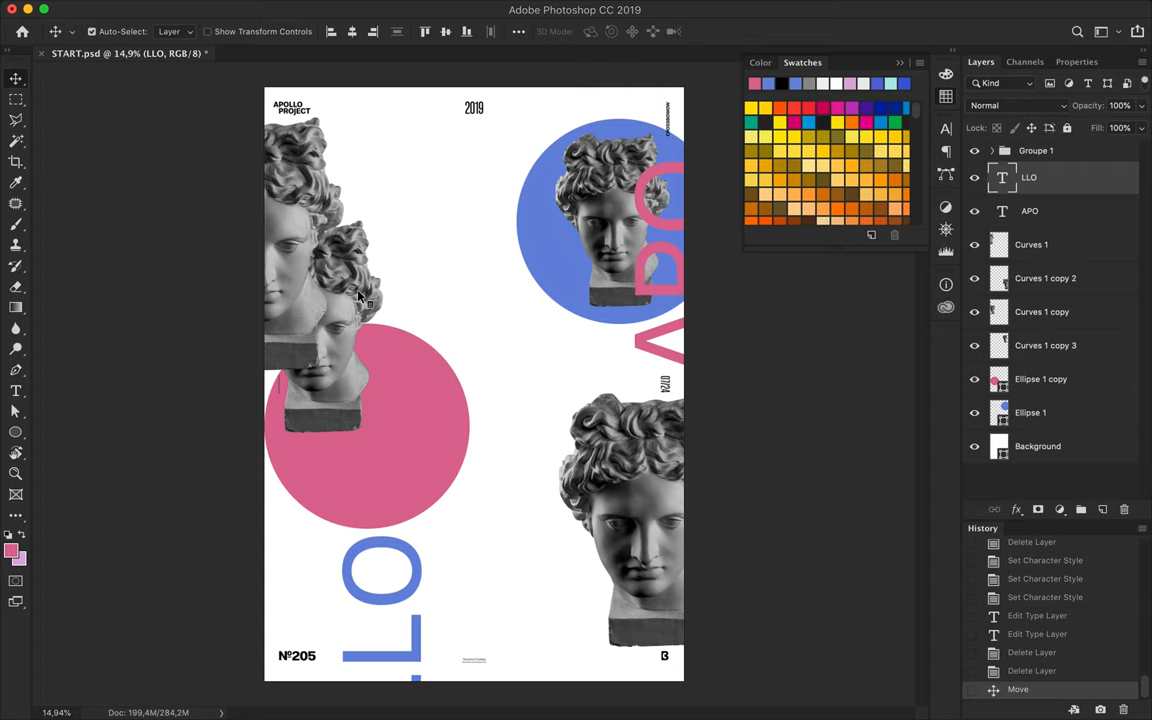 Adobe Photoshop CC 2019
Auto-Select:
Layer
Show Transform Controls
3D Mode:
START.psd @ 14,9% (LLO, RGB/8) *
Color
Swatches
Layers
Channels
Properties
Kind
Normal
Opacity:
100%
Lock:
Fill:
100%
Groupe 1
LLO
APO
Curves 1
Curves 1 copy 2
Curves 1 copy
Curves 1 copy 3
Ellipse 1 copy
Ellipse 1
Background
History
Delete Layer
Set Character Style
Set Character Style
Set Character Style
Edit Type Layer
Edit Type Layer
Delete Layer
Delete Layer
Move
APOLLO
PROJECT
2019
APO
07/24
LLO
Nº205
B
14,94%
Doc: 199,4M/284,2M